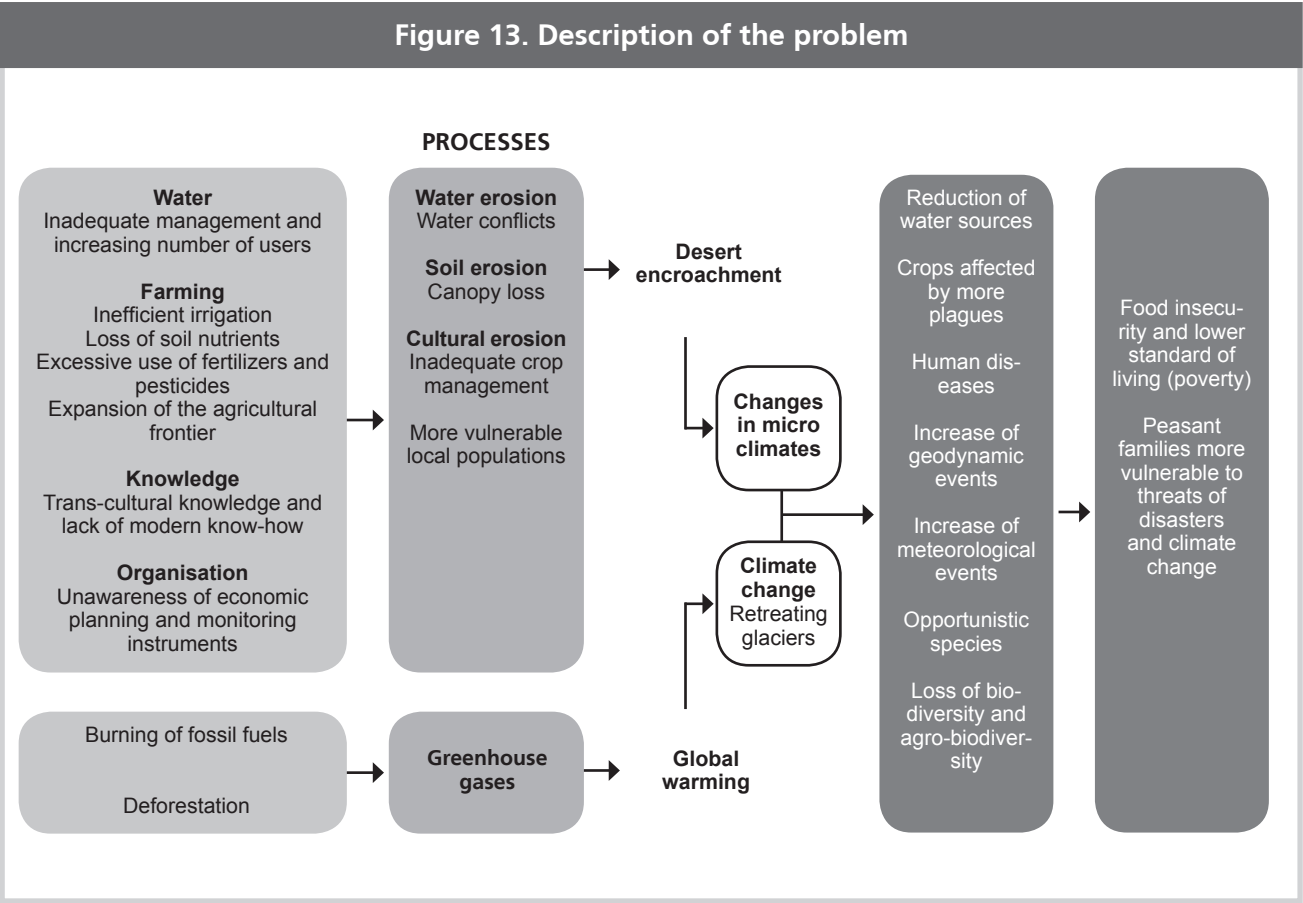 Figure 13. Description of the problem
PROCESSES
Water
Inadequate management and
increasing number of users
Farming
Inefficient irrigation
Loss of soil nutrients
Excessive use of fertilizers and
pesticides
Expansion of the agricultural
frontier
Knowledge
Trans-cultural knowledge and
lack of modern know-how
Organisation
Unawareness of economic
planning and monitoring
instruments
Water erosion
Water conflicts
Soil erosion
Canopy loss
Cultural erosion
Inadequate crop
management
More vulnerable
local populations
Desert
encroachment
Changes
in micro
climates
Climate
change
Retreating
glaciers
Reduction of
water sources
Crops affected
by more
plagues
Human dis-
eases
Increase of
geodynamic
events
Increase of
meteorological
events
Opportunistic
species
Loss of bio-
diversity and
agro-biodiver-
sity
Food insecu-
rity and lower
standard of
living (poverty)
Peasant
families more
vulnerable to
threats of
disasters
and climate
change
Burning of fossil fuels
Deforestation
Greenhouse
gases
Global
warming